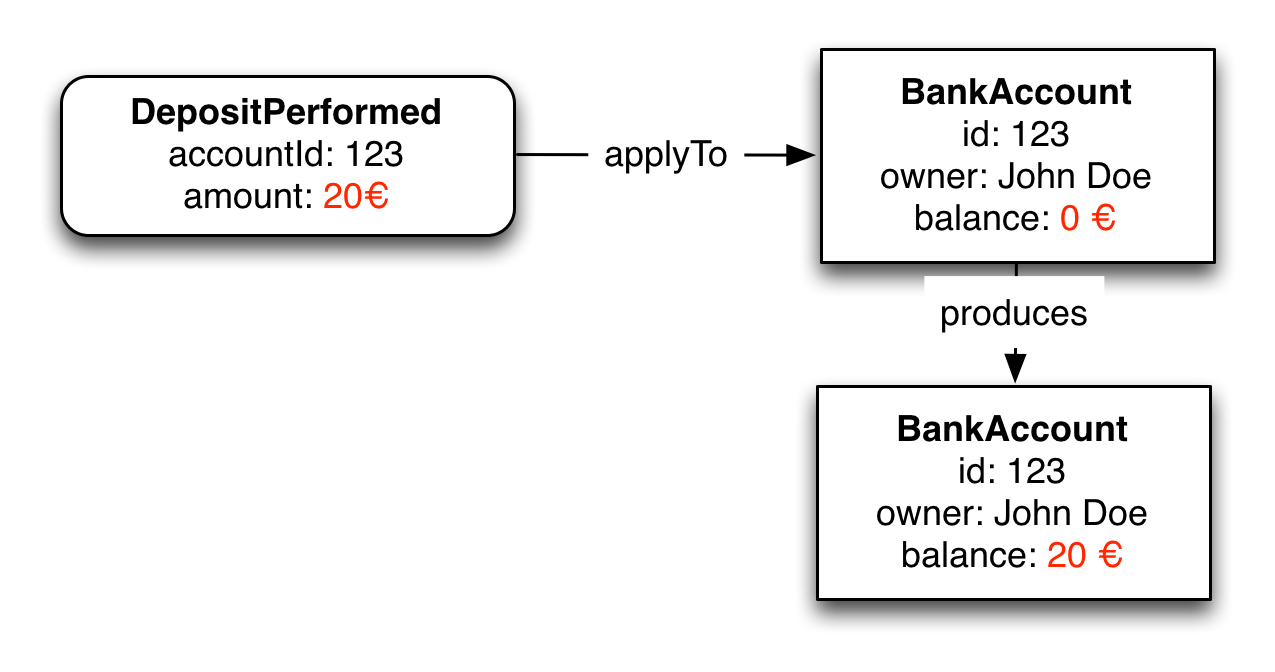 DepositPerformed
accountId: 123
amount: 20€
applyTo
BankAccount
id: 123
owner: John Doe
balance: 0 €
produces
BankAccount
id: 123
owner: John Doe
balance: 20 €